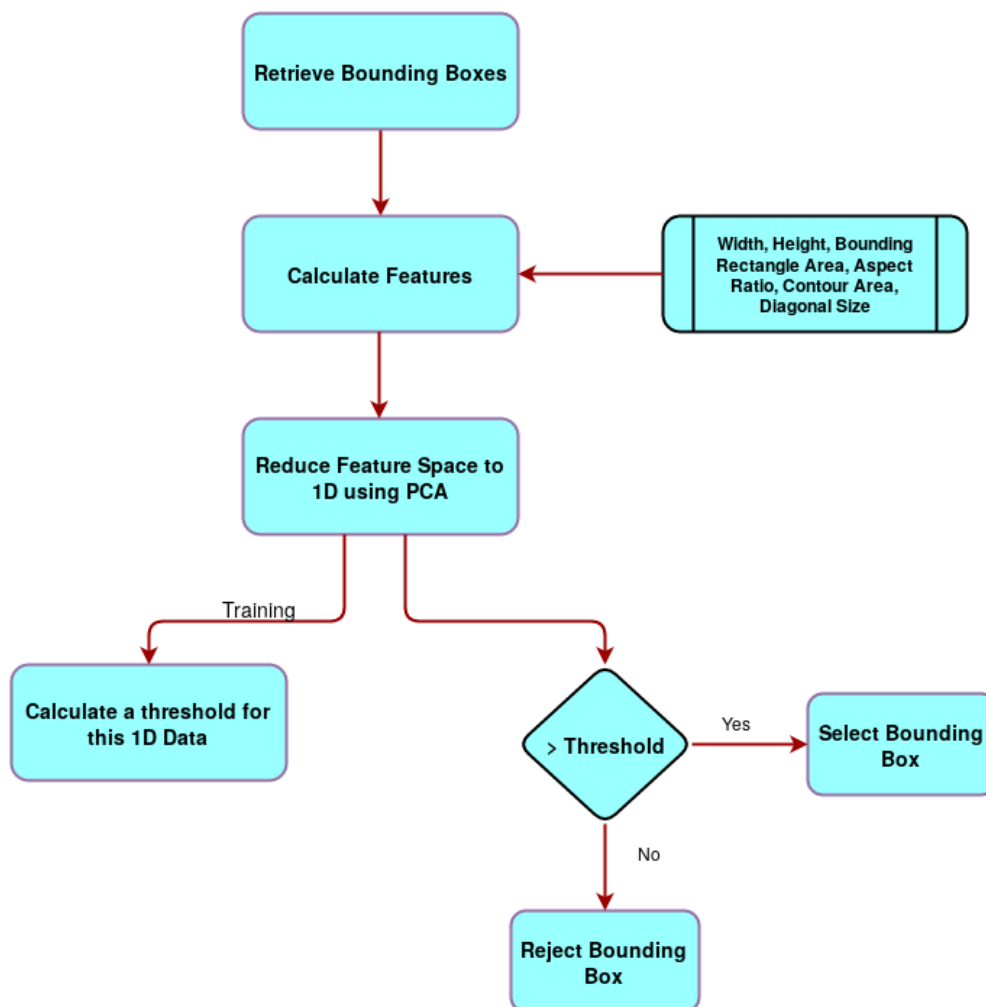 Retrieve Bounding Boxes
Calculate Features
Width, Height, Bounding
Rectangle Area, Aspect
Ratio, Contour Area,
Diagonal Size
Reduce Feature Space to
1D using PCA
Training
Calculate a threshold for
this 1D Data
> Threshold
Yes
Select Bounding
Box
No
Reject Bounding
Box